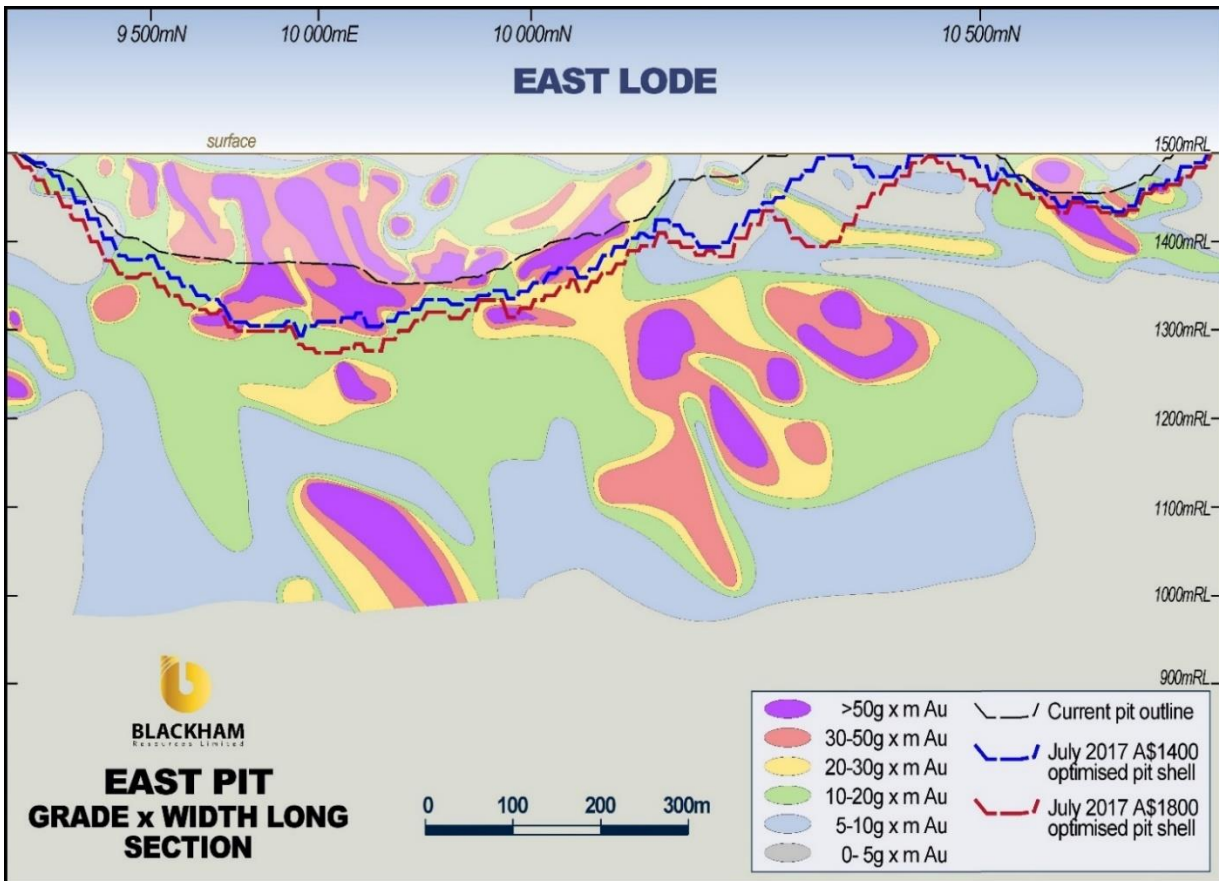 9 500mN
10 000mE
10 000mN
10 500mN
EAST LODE
surface
1500mRL
1400mRL
1300mRL
1200mRL
1100mRL
1000mRL
900mRL
BLACKHAM
Resources Limited
EAST PIT
GRADE x WIDTH LONG
SECTION
0 100 200 300m
>50g x m Au
30-50g x m Au
20-30g x m Au
10-20g x m Au
5-10g x m Au
0- 5g x m Au
Current pit outline
July 2017 A$1400
optimised pit shell
July 2017 A$1800
optimised pit shell